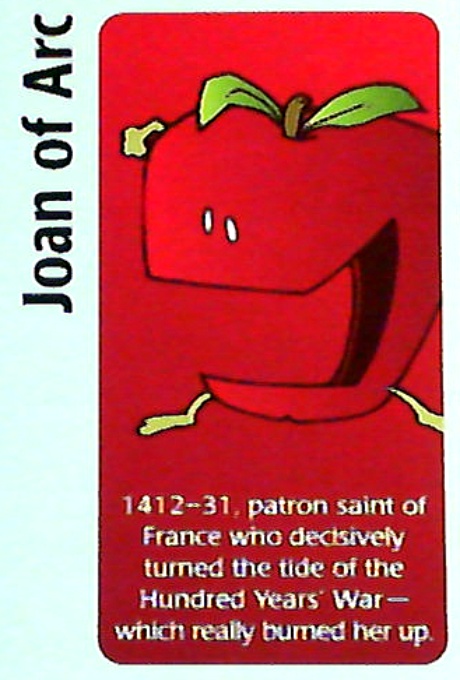 Joan of Arc
1412–31, patron saint of
France who decisively
turned the tide of the
Hundred Years' War—
which really burned her up.